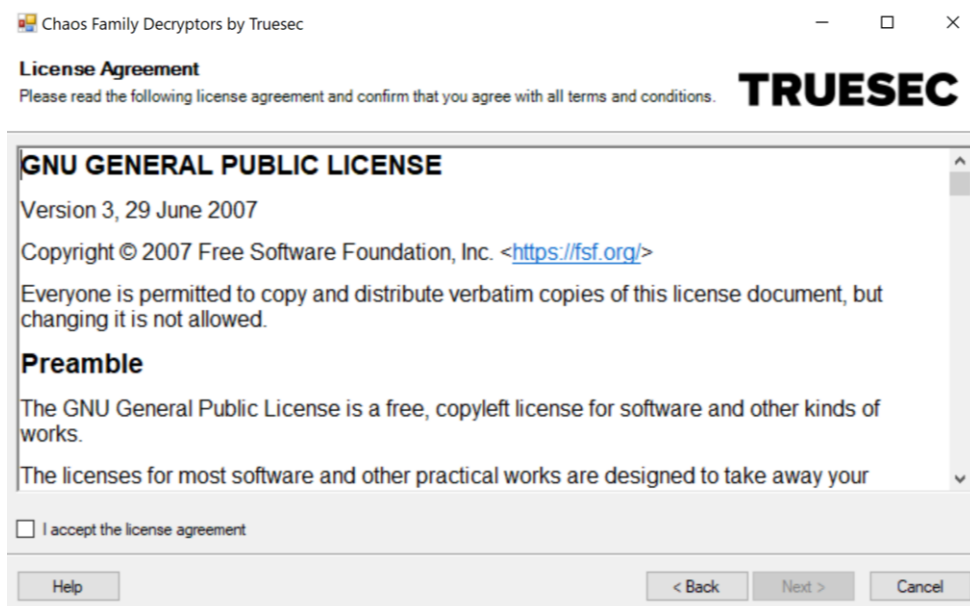 Chaos Family Decryptors by Truesec
License Agreement
Please read the following license agreement and confirm that you agree with all terms and conditions.
TRUESEC
GNU GENERAL PUBLIC LICENSE
Version 3, 29 June 2007
Copyright © 2007 Free Software Foundation, Inc. <https://fsf.org/>
Everyone is permitted to copy and distribute verbatim copies of this license document, but
changing it is not allowed.
Preamble
The GNU General Public License is a free, copyleft license for software and other kinds of
works.
The licenses for most software and other practical works are designed to take away your
I accept the license agreement
Help
< Back
Next >
Cancel